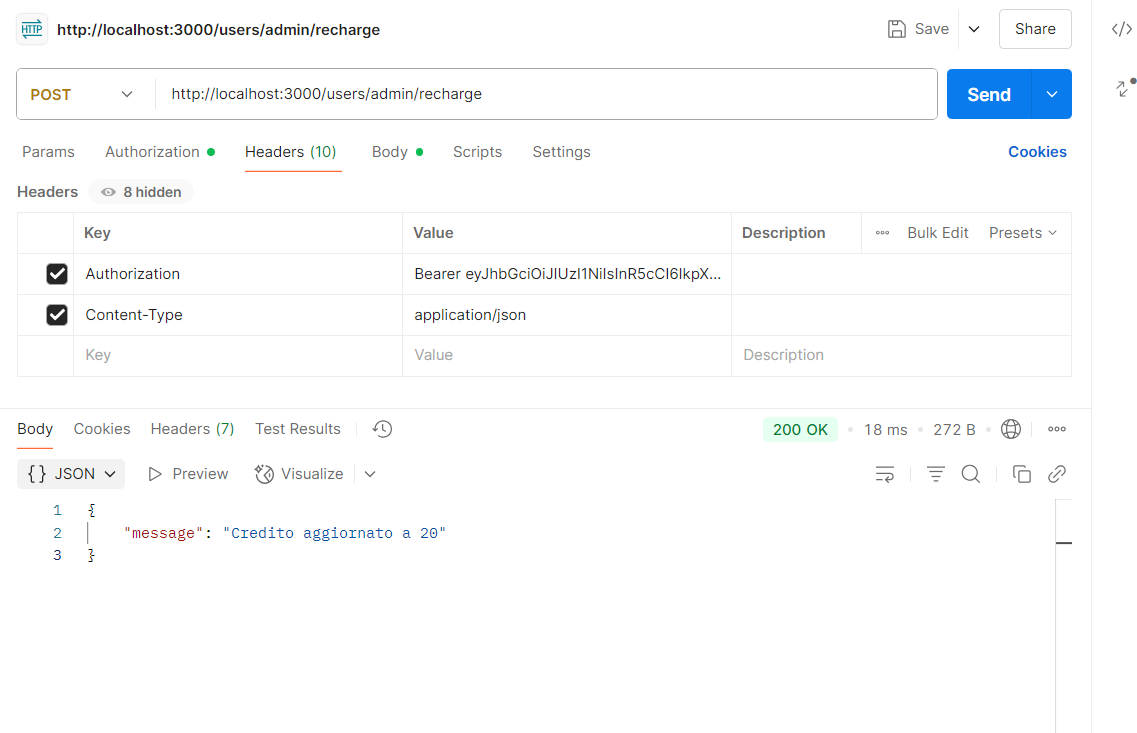 HTTP http://localhost:3000/users/admin/recharge Save Share
POST http://localhost:3000/users/admin/recharge Send
Params Authorization Headers (10) Body Scripts Settings Cookies
Headers 8 hidden
Key Value Description Bulk Edit Presets
Authorization Bearer eyJhbGciOiJIUzI1NiIsInR5cCI6IkpX...
Content-Type application/json
Key Value Description
Body Cookies Headers (7) Test Results 200 OK 18 ms 272 B
{} JSON Preview Visualize
1 {
2 "message": "Credito aggiornato a 20"
3 }